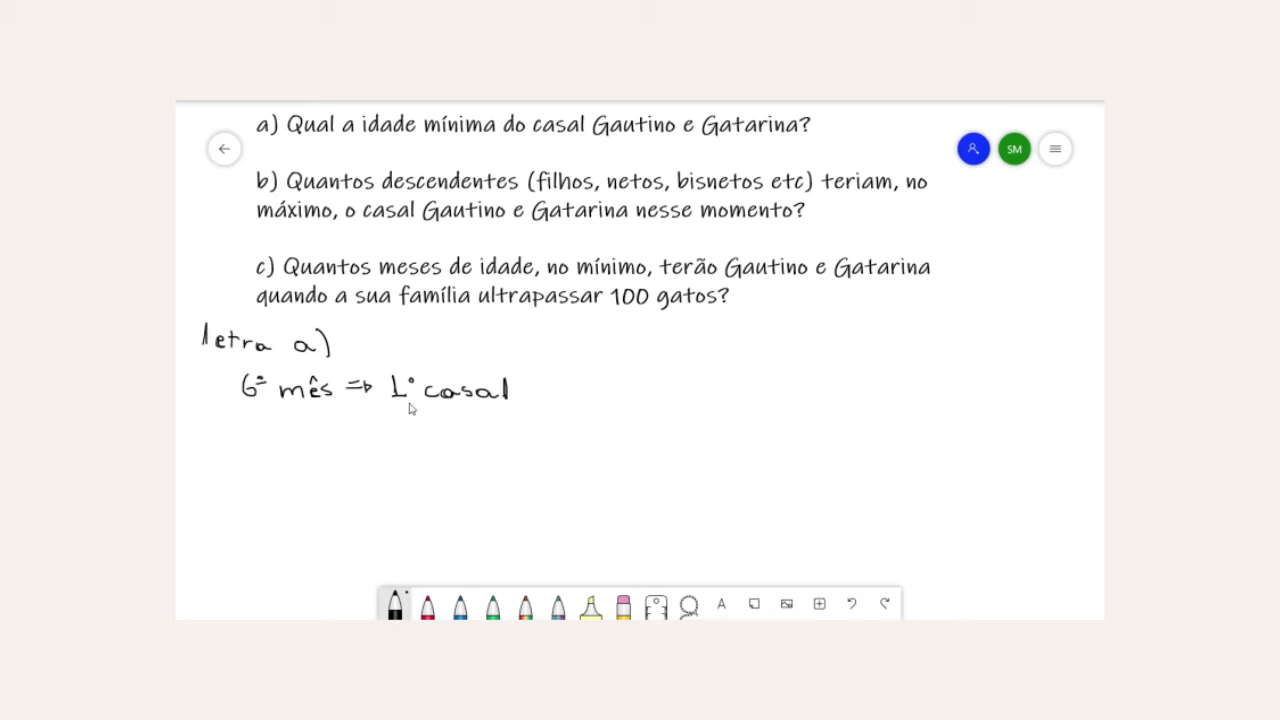 a) Qual a idade mínima do casal Gautino e Gatarina?
SM
b) Quantos descendentes (filhos, netos, bisnetos etc) teriam, no
máximo, o casal Gautino e Gatarina nesse momento?
c) Quantos meses de idade, no mínimo, terão Gautino e Gatarina
quando a sua família ultrapassar 100 gatos?
letra a)
6º mês => 1º casal
A